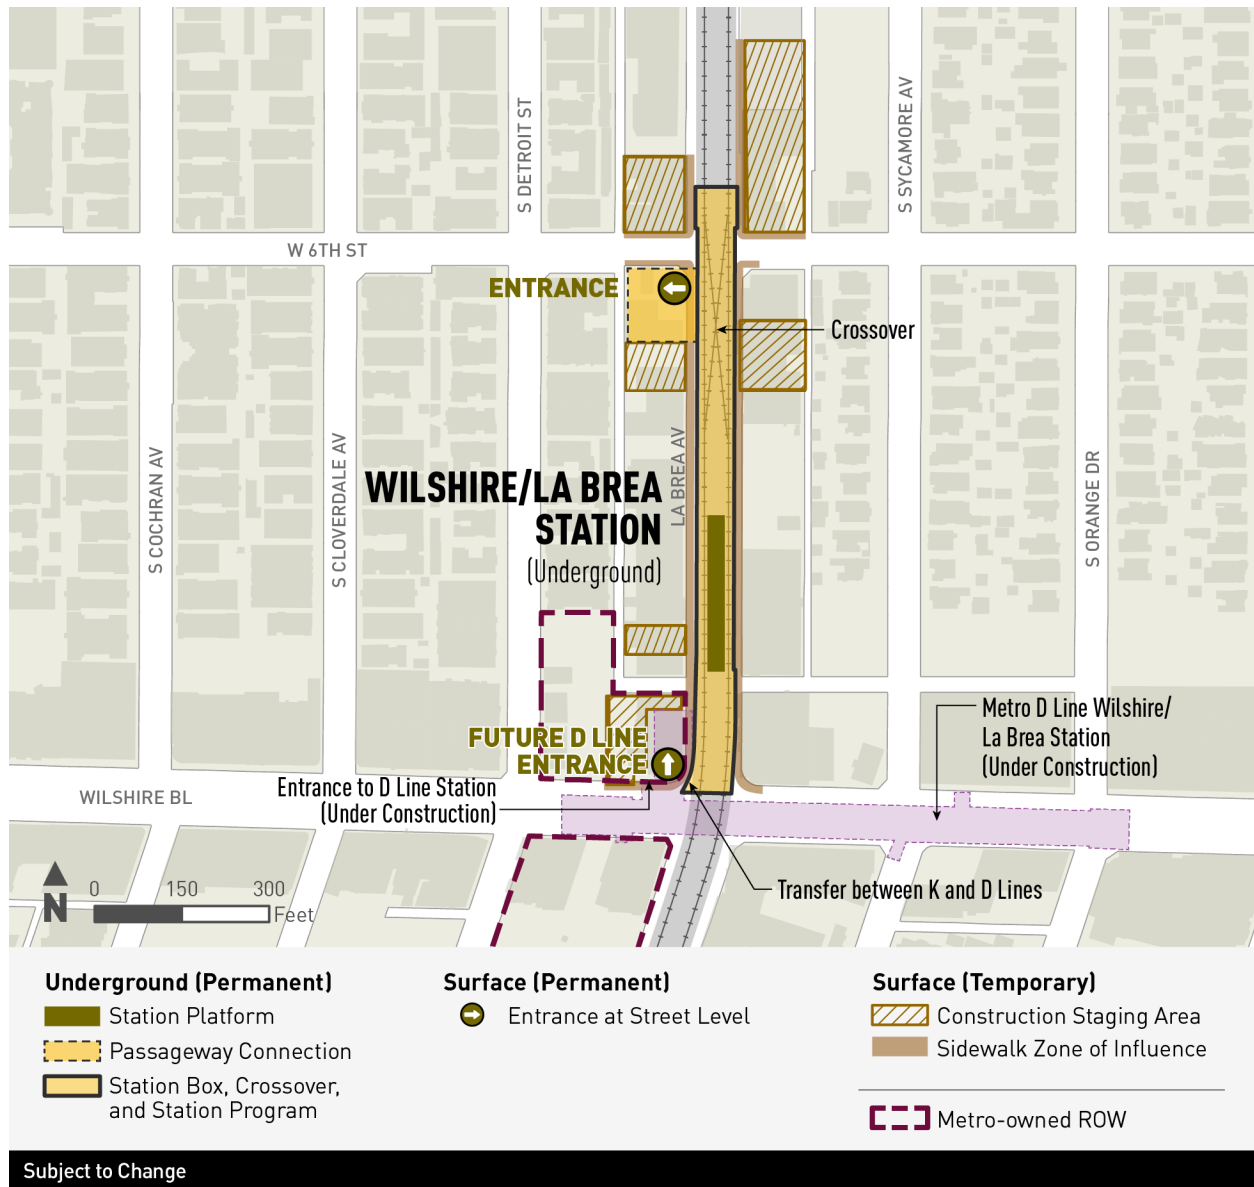 S DETROIT ST
S SYCAMORE AV
W 6TH ST
ENTRANCE
Crossover
S COCHRAN AV
S CLOVERDALE AV
WILSHIRE/LA BREA
STATION
(Underground)
LA BREA AV
S ORANGE DR
Metro D Line Wilshire/
La Brea Station
(Under Construction)
FUTURE D LINE
ENTRANCE
Entrance to D Line Station
(Under Construction)
WILSHIRE BL
Transfer between K and D Lines
N
0 150 300
Feet
Underground (Permanent)
Station Platform
Passageway Connection
Station Box, Crossover,
and Station Program
Surface (Permanent)
Entrance at Street Level
Surface (Temporary)
Construction Staging Area
Sidewalk Zone of Influence
Metro-owned ROW
Subject to Change